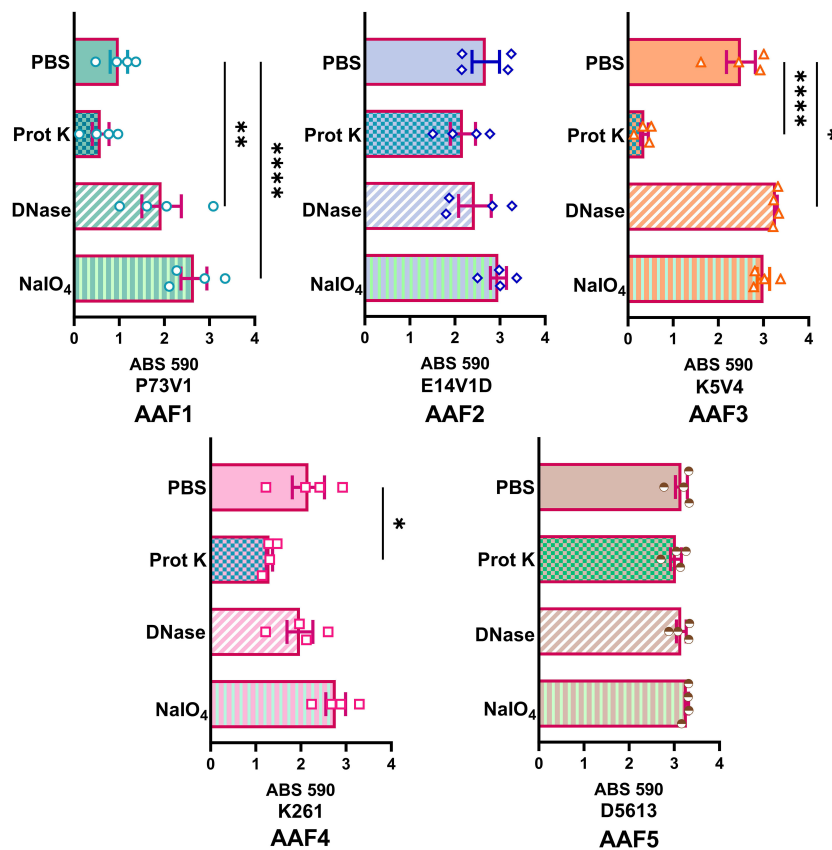 PBS
Prot K
DNase
NaIO₄
**
****
0 1 2 3 4
ABS 590
P73V1
AAF1
0 1 2 3 4
ABS 590
E14V1D
AAF2
****
*
0 1 2 3 4
ABS 590
K5V4
AAF3
PBS
Prot K
DNase
NaIO₄
PBS
Prot K
DNase
NaIO₄
PBS
Prot K
DNase
NaIO₄
*
0 1 2 3 4
ABS 590
K261
AAF4
PBS
Prot K
DNase
NaIO₄
0 1 2 3 4
ABS 590
D5613
AAF5